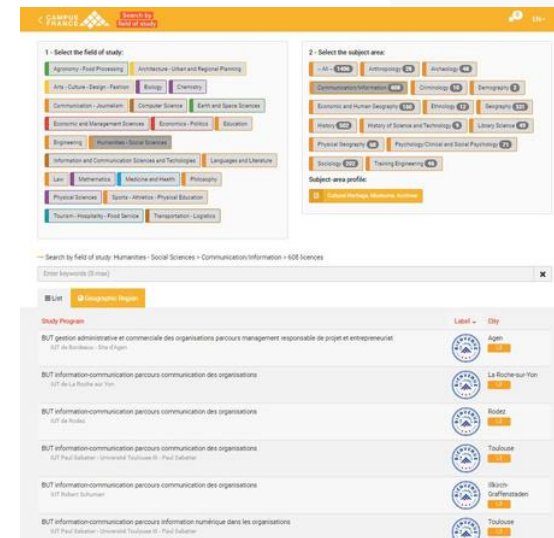 CAMPUS FRANCE
Search by field of study
EN
1 - Select the field of study:
Agronomy - Food Processing
Architecture - Urban and Regional Planning
Arts - Culture - Design - Fashion
Biology
Chemistry
Communication - Journalism
Computer Science
Earth and Space Sciences
Economic and Management Sciences
Economics - Politics
Education
Engineering
Humanities - Social Sciences
Information and Communication Sciences and Techologies
Languages and Literature
Law
Mathematics
Medicine and Health
Philosophy
Physical Sciences
Sports - Athletics - Physical Education
Tourism - Hospitality - Food Service
Transportation - Logistics
2 - Select the subject area:
-- All --
Anthropology
Archeology
Communication/Information 608
Criminology
Demography
Economic and Human Geography
Ethnology
Geography
History
History of Science and Technology
Library Science
Physical Geography
Psychology/Clinical and Social Psychology
Sociology
Training Engineering
Subject-area profile:
Cultural Heritage, Museums, Archives
Search by field of study: Humanities - Social Sciences > Communication/Information > 608 licences
Enter keywords (8 max)
List
Geographic Region
Study Program
Label
City
BUT gestion administrative et commerciale des organisations parcours management responsable de projet et entrepreneuriat
IUT de Bordeaux - Site d'Agen
Agen
BUT information-communication parcours communication des organisations
IUT de La Roche sur Yon
La Roche-sur-Yon
BUT information-communication parcours communication des organisations
IUT de Rodez
Rodez
BUT information-communication parcours communication des organisations
IUT Paul Sabatier - Université Toulouse III - Paul Sabatier
Toulouse
BUT information-communication parcours communication des organisations
IUT Robert Schuman
Illkirch-Graffenstaden
BUT information-communication parcours information numérique dans les organisations
IUT Paul Sabatier - Université Toulouse III - Paul Sabatier
Toulouse